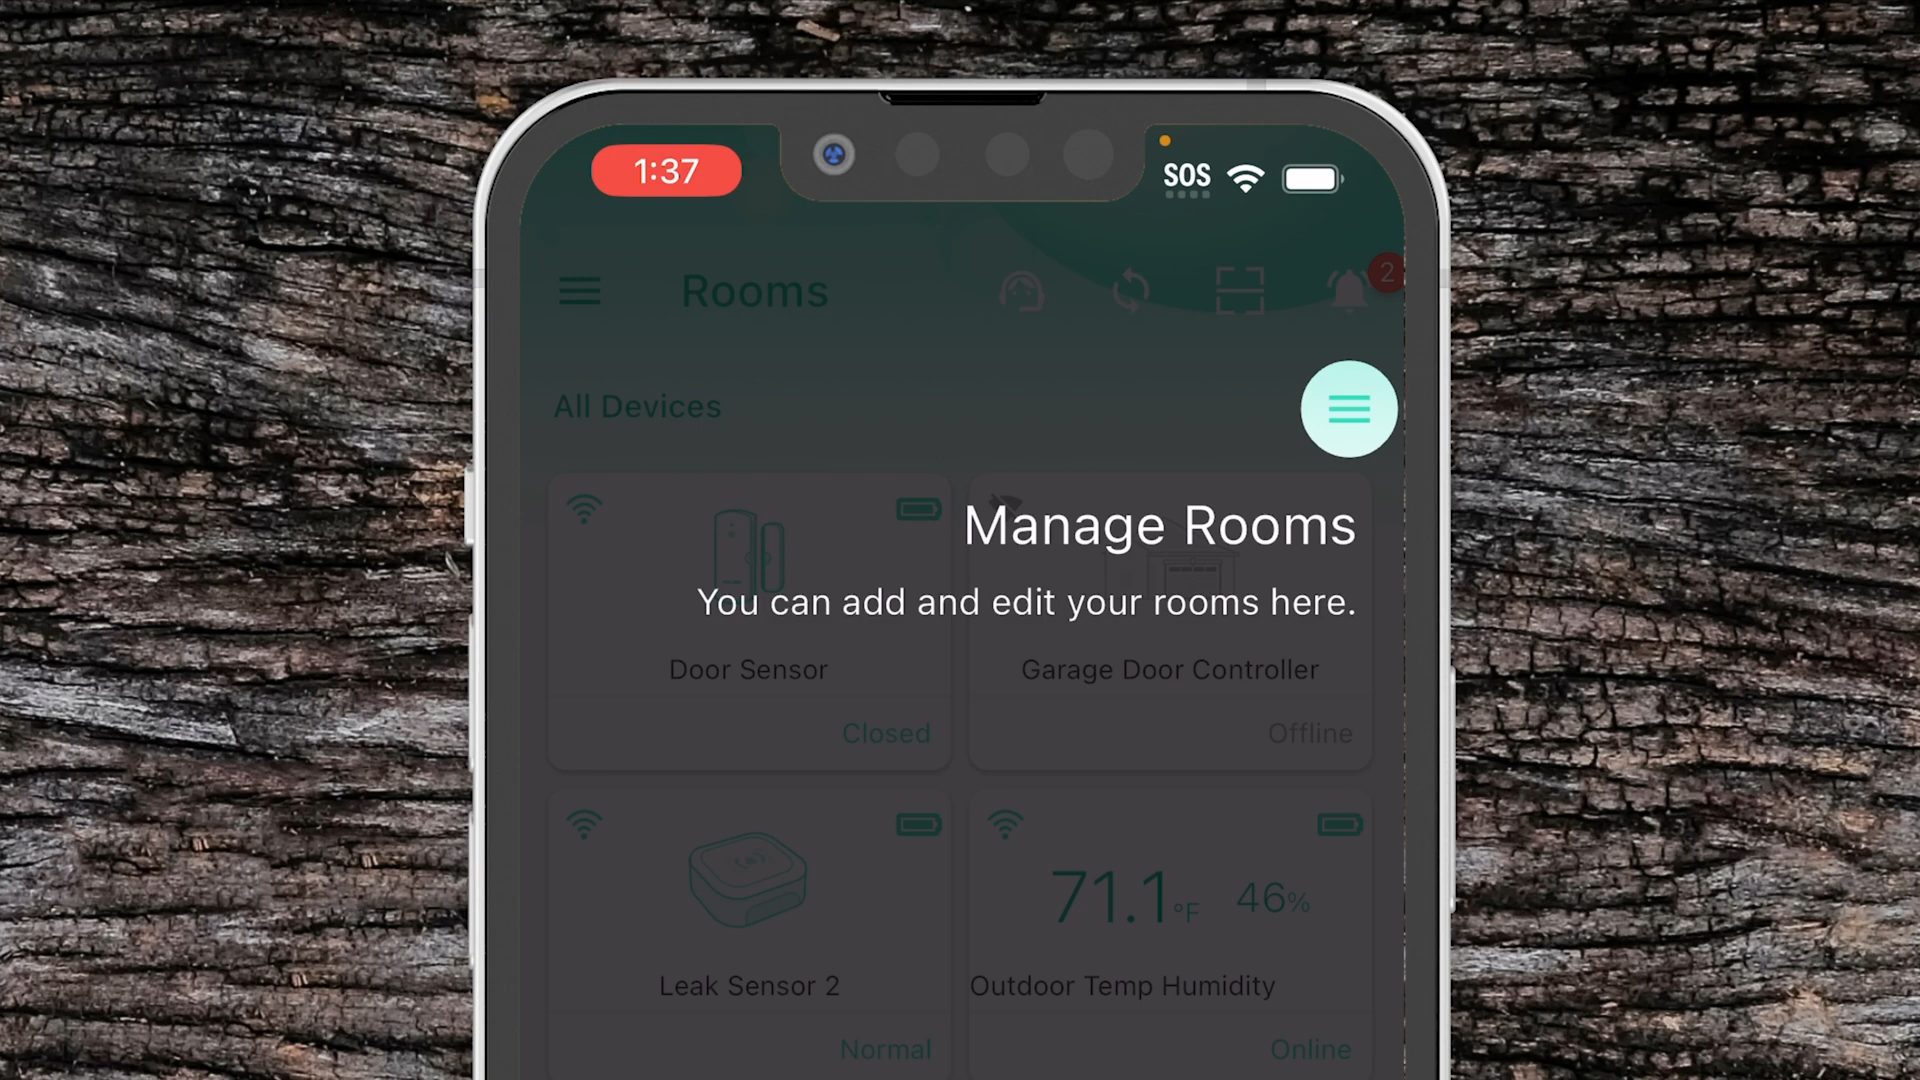 1:37
SOS
Rooms
2
All Devices
Manage Rooms
You can add and edit your rooms here.
Door Sensor
Garage Door Controller
Closed
Offline
71.1°F 46%
Leak Sensor 2
Outdoor Temp Humidity
Normal
Online